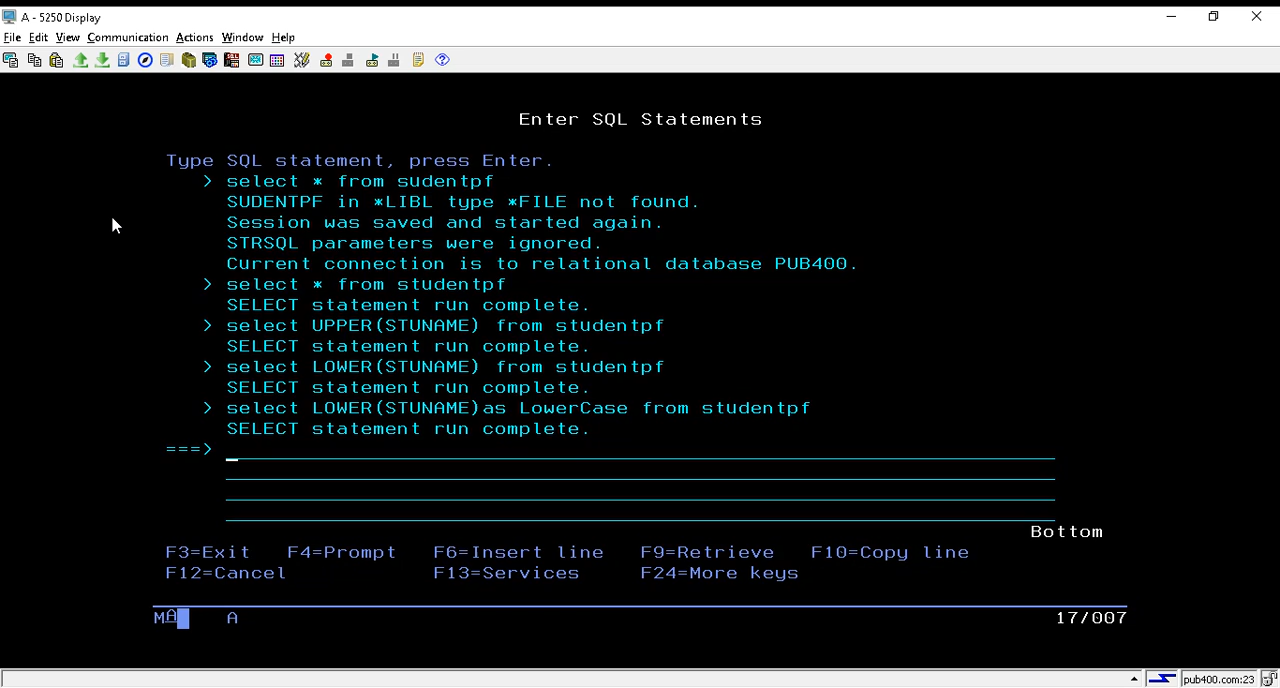 A - 5250 Display
File Edit View Communication Actions Window Help
Enter SQL Statements
Type SQL statement, press Enter.
> select * from sudentpf
SUDENTPF in *LIBL type *FILE not found.
Session was saved and started again.
STRSQL parameters were ignored.
Current connection is to relational database PUB400.
> select * from studentpf
SELECT statement run complete.
> select UPPER(STUNAME) from studentpf
SELECT statement run complete.
> select LOWER(STUNAME) from studentpf
SELECT statement run complete.
> select LOWER(STUNAME)as LowerCase from studentpf
SELECT statement run complete.
===>
Bottom
F3=Exit F4=Prompt F6=Insert line F9=Retrieve F10=Copy line
F12=Cancel F13=Services F24=More keys
MA A 17/007
pub400.com:23